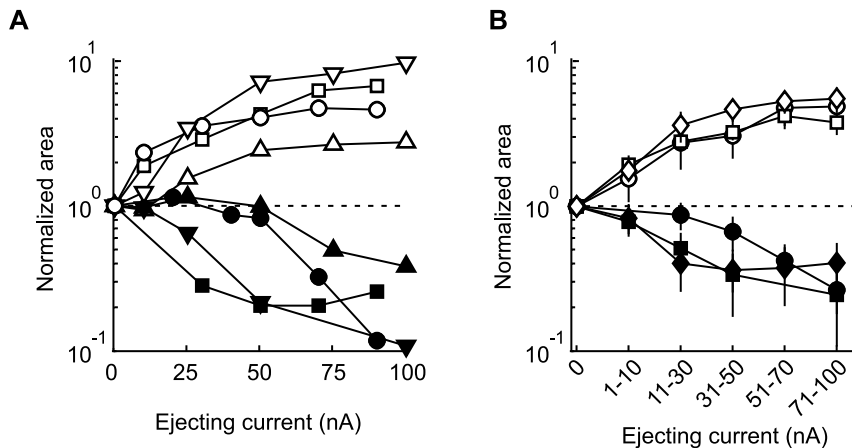 A
Normalized area
10^1
10^0
10^-1
0 25 50 75 100
Ejecting current (nA)
B
Normalized area
10^1
10^0
10^-1
0 1-10 11-30 31-50 51-70 71-100
Ejecting current (nA)